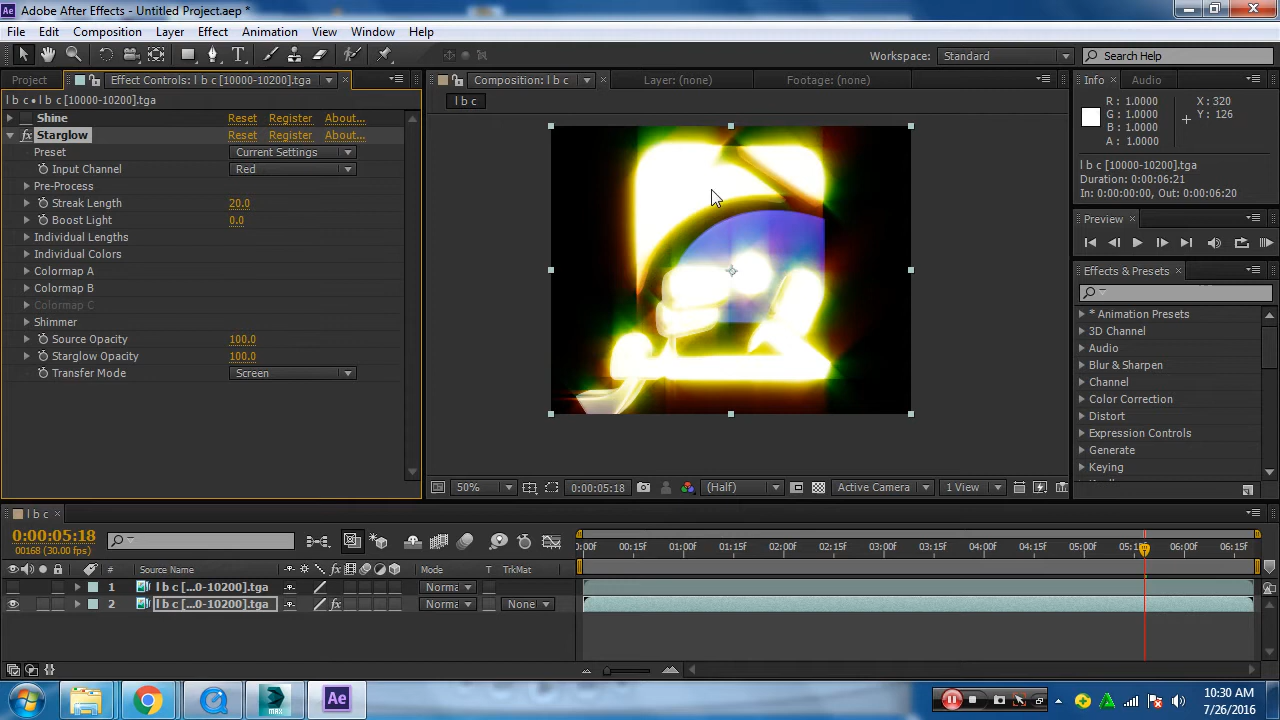 Adobe After Effects - Untitled Project.aep *
File Edit Composition Layer Effect Animation View Window Help
Workspace: Standard Search Help
Project Effect Controls: l b c [10000-10200].tga
Composition: l b c Layer: (none) Footage: (none)
Info Audio
l b c • l b c [10000-10200].tga
l b c
R : 1.0000 X : 320
G : 1.0000 Y : 126
B : 1.0000
A : 1.0000
l b c [10000-10200].tga
Duration: 0:00:06:21
In: 0:00:00:00, Out: 0:00:06:20
Shine Reset Register About...
fx Starglow Reset Register About...
Preset Current Settings
Input Channel Red
Pre-Process
Streak Length 20.0
Boost Light 0.0
Individual Lengths
Individual Colors
Colormap A
Colormap B
Colormap C
Shimmer
Source Opacity 100.0
Starglow Opacity 100.0
Transfer Mode Screen
Preview
Effects & Presets
* Animation Presets
3D Channel
Audio
Blur & Sharpen
Channel
Color Correction
Distort
Expression Controls
Generate
Keying
50% 0:00:05:18 (Half) Active Camera 1 View
l b c
0:00:05:18
00168 (30.00 fps)
:00f 00:15f 01:00f 01:15f 02:00f 02:15f 03:00f 03:15f 04:00f 04:15f 05:00f 05:1 06:00f 06:15f
# Source Name fx Mode T TrkMat
1 l b c [...0-10200].tga Norma
2 l b c [...0-10200].tga fx Norma None
MAX Ae
10:30 AM
7/26/2016